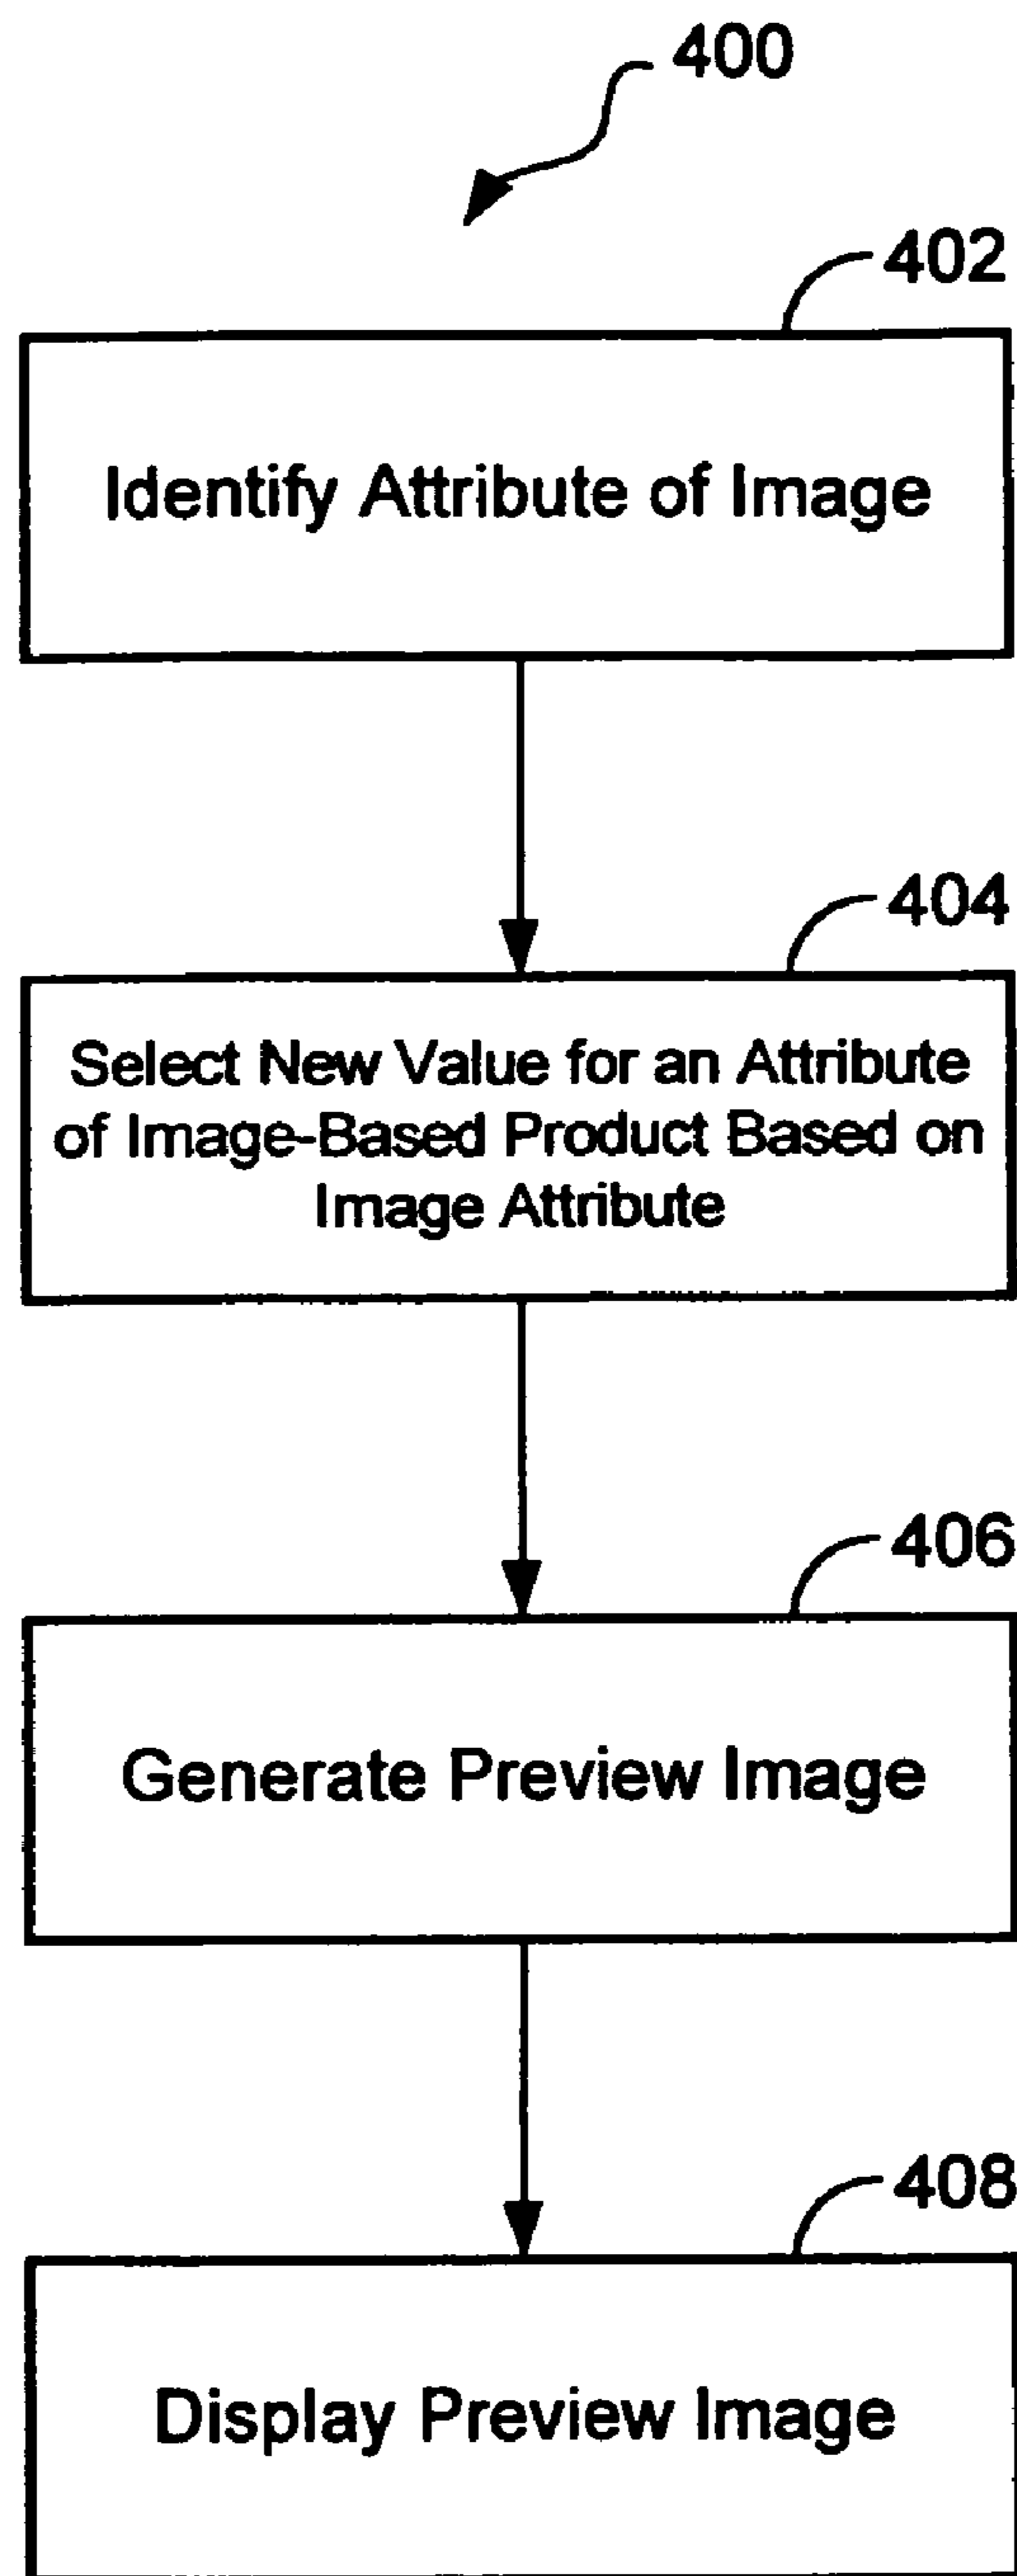 400
402
Identify Attribute of Image
404
Select New Value for an Attribute
of Image-Based Product Based on
Image Attribute
406
Generate Preview Image
408
Display Preview Image